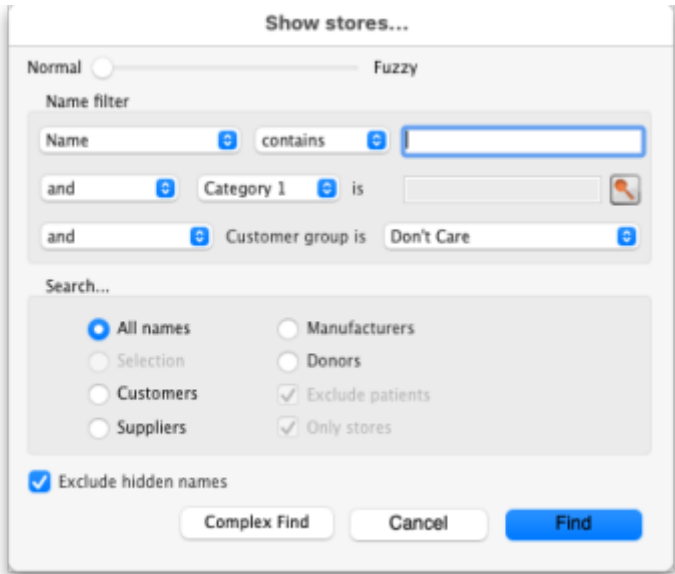 Show stores...
Normal Fuzzy
Name filter
Name contains
and Category 1 is
and Customer group is Don't Care
Search...
All names Manufacturers
Selection Donors
Customers Exclude patients
Suppliers Only stores
Exclude hidden names
Complex Find Cancel Find